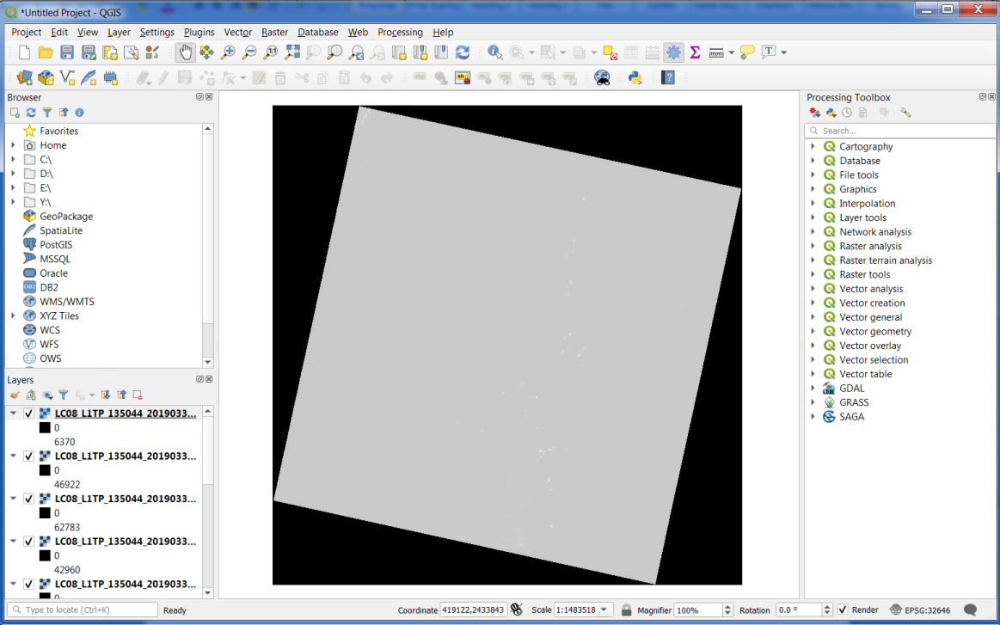 *Untitled Project - QGIS
Project Edit View Layer Settings Plugins Vector Raster Database Web Processing Help
Browser
Favorites
Home
C:\
D:\
E:\
Y:\
GeoPackage
SpatiaLite
PostGIS
MSSQL
Oracle
DB2
WMS/WMTS
XYZ Tiles
WCS
WFS
OWS
Layers
LC08_L1TP_135044_2019033...
0
6370
LC08_L1TP_135044_2019033...
0
46922
LC08_L1TP_135044_2019033...
0
62783
LC08_L1TP_135044_2019033...
0
42960
LC08_L1TP_135044_2019033...
0
Processing Toolbox
Search...
Cartography
Database
File tools
Graphics
Interpolation
Layer tools
Network analysis
Raster analysis
Raster terrain analysis
Raster tools
Vector analysis
Vector creation
Vector general
Vector geometry
Vector overlay
Vector selection
Vector table
GDAL
GRASS
SAGA
Type to locate (Ctrl+K) Ready Coordinate 419122,2433843 Scale 1:1483518 Magnifier 100% Rotation 0.0 ° Render EPSG:32646